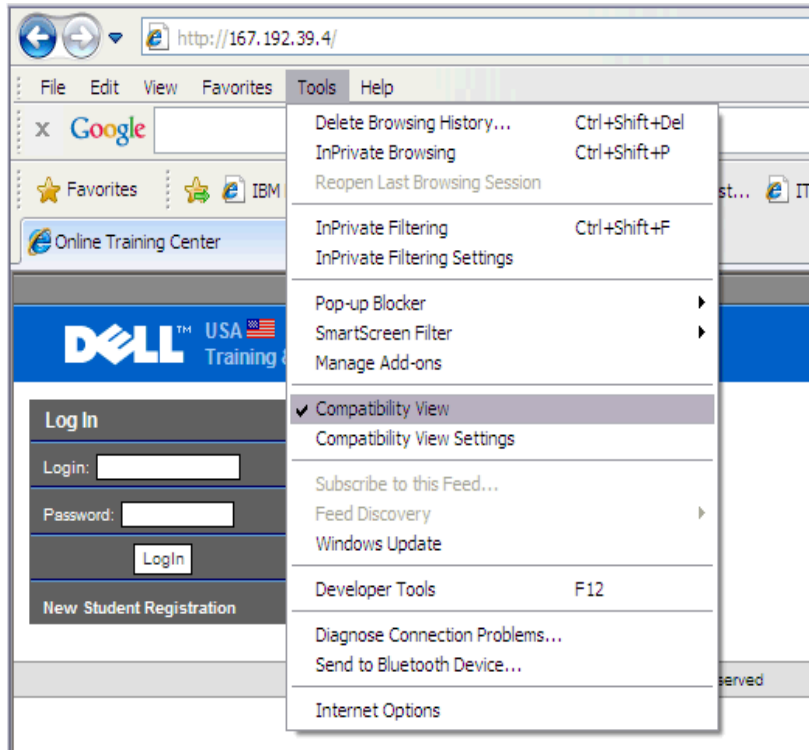 http://167.192.39.4/
File Edit View Favorites Tools Help
x Google
Delete Browsing History... Ctrl+Shift+Del
InPrivate Browsing Ctrl+Shift+P
Reopen Last Browsing Session
Favorites IBM st... IT
InPrivate Filtering Ctrl+Shift+F
Online Training Center
InPrivate Filtering Settings
Pop-up Blocker
DELL™ USA
SmartScreen Filter
Training &
Manage Add-ons
Log In
Compatibility View
Compatibility View Settings
Login:
Subscribe to this Feed...
Password:
Feed Discovery
Windows Update
LogIn
Developer Tools F12
New Student Registration
Diagnose Connection Problems...
Send to Bluetooth Device...
served
Internet Options